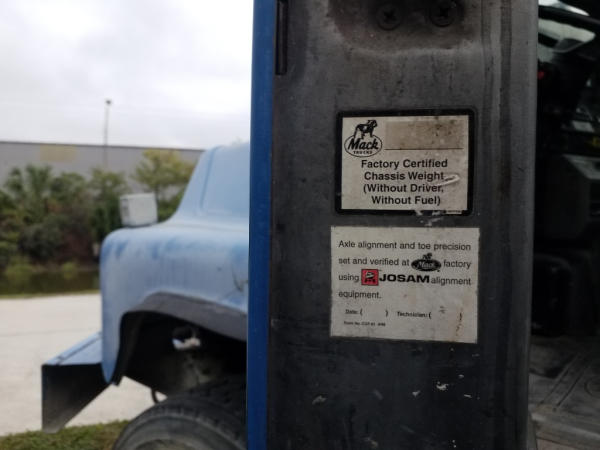 Mack
TRUCKS
Factory Certified
Chassis Weight
(Without Driver,
Without Fuel)
Axle alignment and toe precision
set and verified at Mack factory
using JOSAM alignment
equipment.
Date: ( ) Technician: (